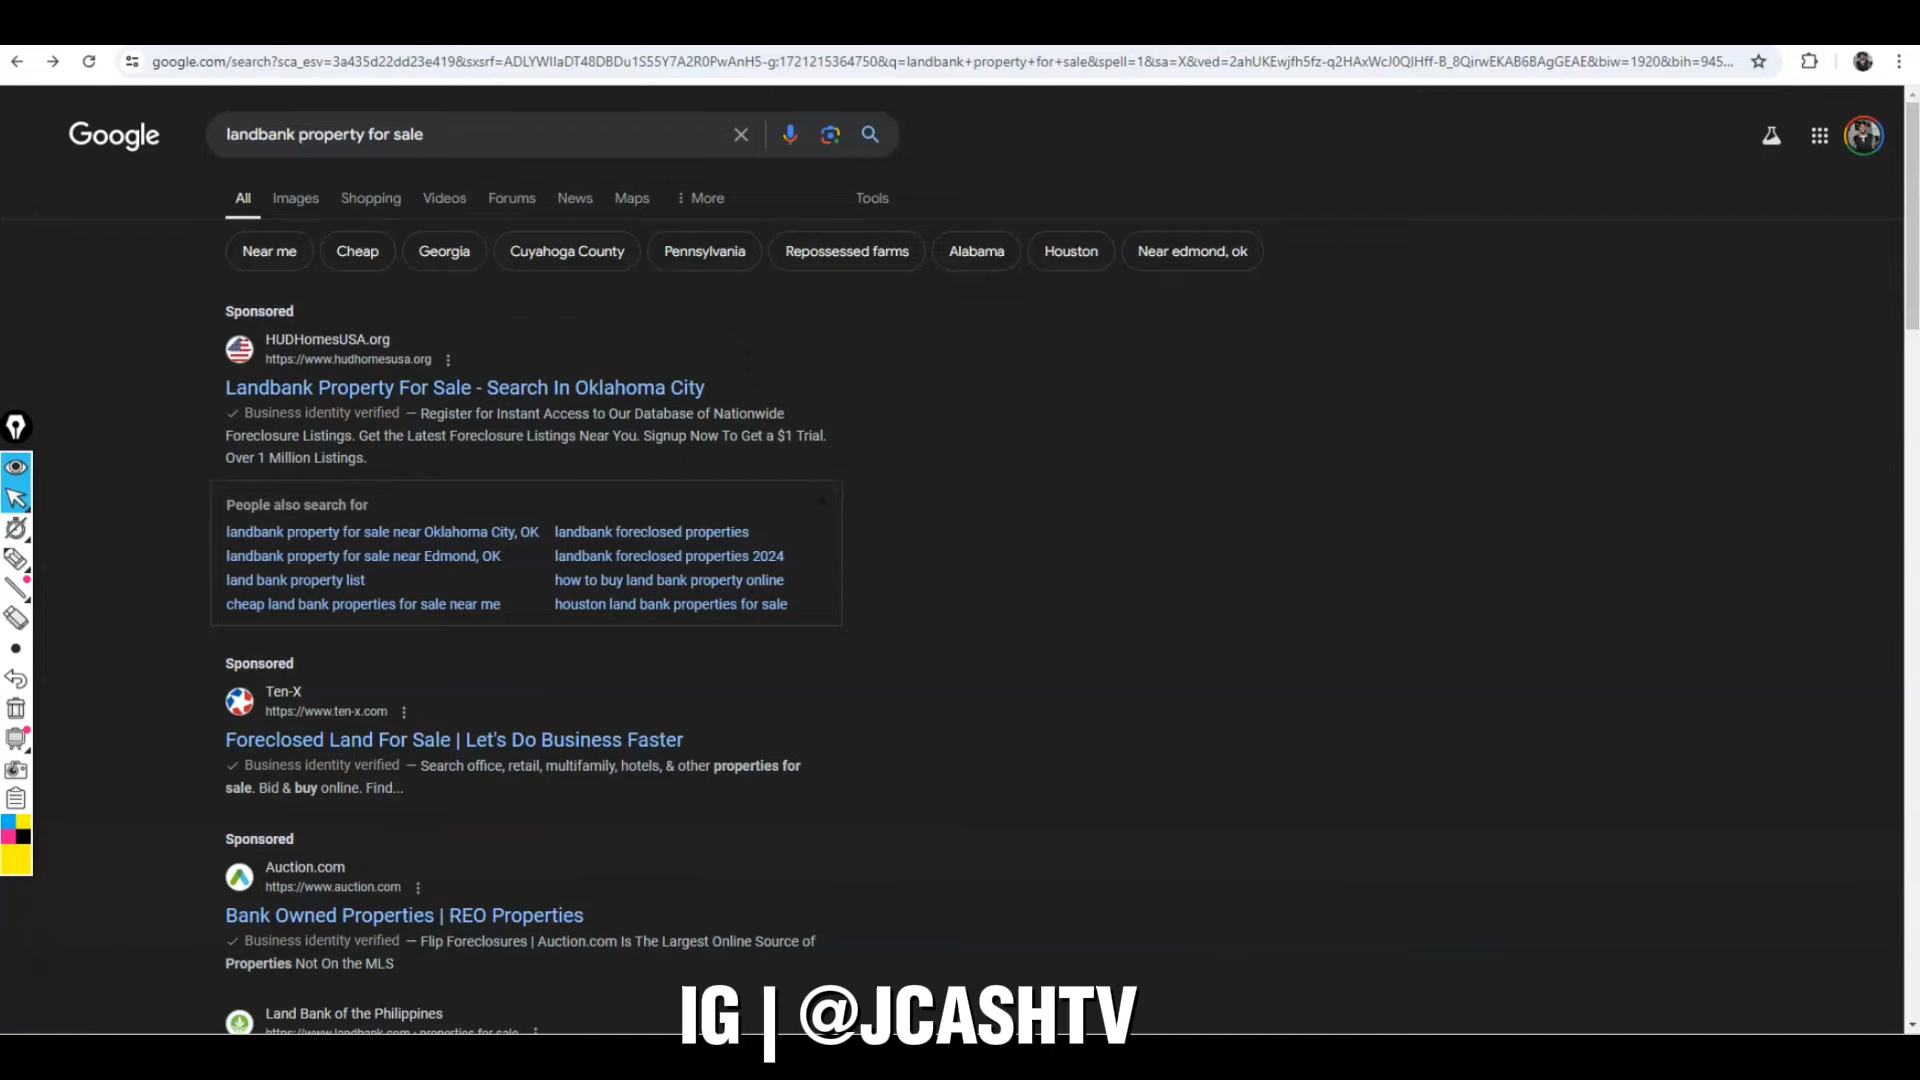 google.com/search?sca_esv=3a435d22dd23e419&sxsrf=ADLYWIIaDT48DBDu1S55Y7A2R0PwAnH5-g:1721215364750&q=landbank+property+for+sale&spell=1&sa=X&ved=2ahUKEwjfh5fz-q2HAxWcJ0QIHff-B_8QirwEKAB6BAgGEAE&biw=1920&bih=945...
Google
landbank property for sale
All Images Shopping Videos Forums News Maps More Tools
Near me Cheap Georgia Cuyahoga County Pennsylvania Repossessed farms Alabama Houston Near edmond, ok
Sponsored
HUDHomesUSA.org
https://www.hudhomesusa.org
Landbank Property For Sale - Search In Oklahoma City
Business identity verified — Register for Instant Access to Our Database of Nationwide
Foreclosure Listings. Get the Latest Foreclosure Listings Near You. Signup Now To Get a $1 Trial.
Over 1 Million Listings.
People also search for
landbank property for sale near Oklahoma City, OK landbank foreclosed properties
landbank property for sale near Edmond, OK landbank foreclosed properties 2024
land bank property list how to buy land bank property online
cheap land bank properties for sale near me houston land bank properties for sale
Sponsored
Ten-X
https://www.ten-x.com
Foreclosed Land For Sale | Let's Do Business Faster
Business identity verified — Search office, retail, multifamily, hotels, & other properties for
sale. Bid & buy online. Find...
Sponsored
Auction.com
https://www.auction.com
Bank Owned Properties | REO Properties
Business identity verified — Flip Foreclosures | Auction.com Is The Largest Online Source of
Properties Not On the MLS
Land Bank of the Philippines
https://www.landbank.com › properties-for-sale
IG | @JCASHTV